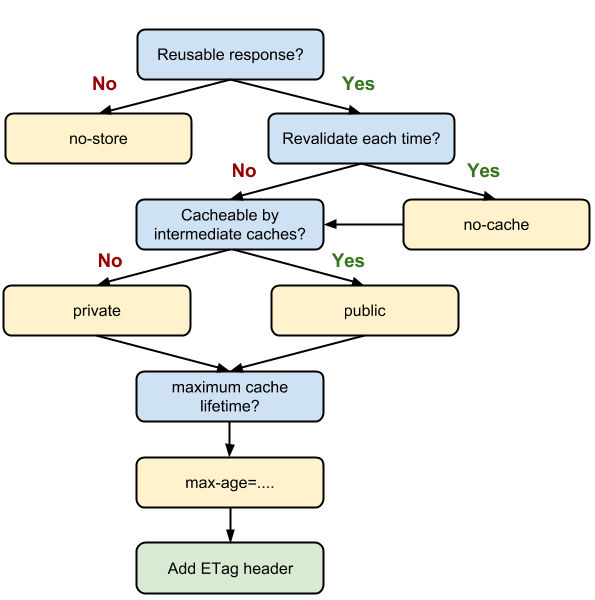 Reusable response?
No
Yes
no-store
Revalidate each time?
No
Yes
Cacheable by
intermediate caches?
no-cache
No
Yes
private
public
maximum cache
lifetime?
max-age=....
Add ETag header